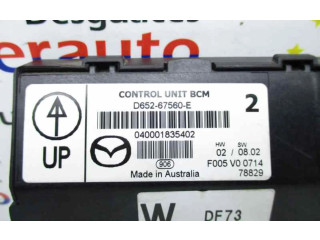 Desguaces
erauto
CONTROL UNIT BCM
D652-67560-E
2
040001835402
UP
HW SW
02 / 08.02
906
F005 V0 0714
Made in Australia
78829
W
DF73